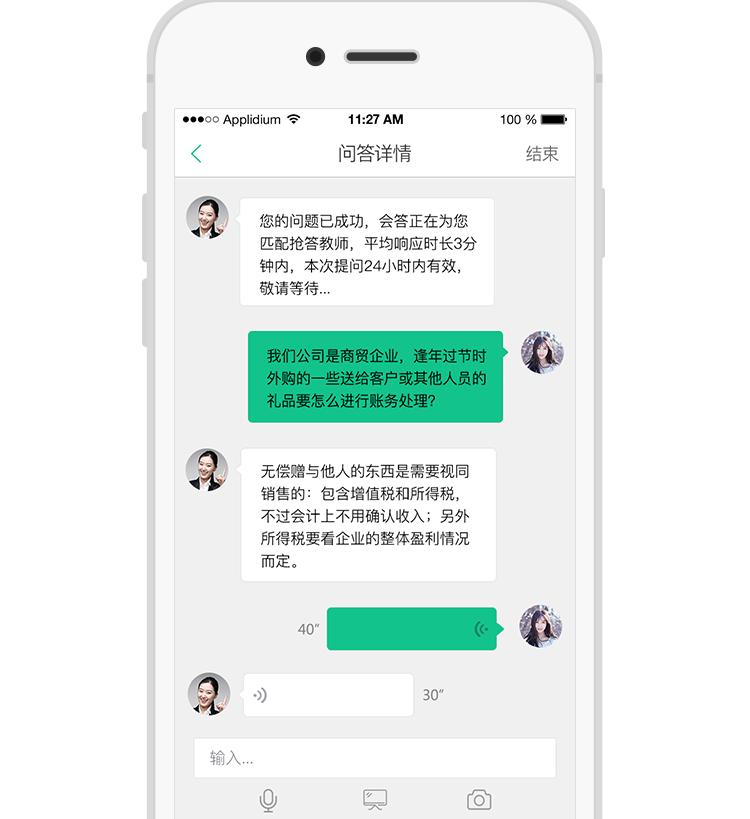 Applidium 11:27 AM 100 %
问答详情 结束
您的问题已成功，会答正在为您
匹配抢答教师，平均响应时长3分
钟内，本次提问24小时内有效，
敬请等待...
我们公司是商贸企业，逢年过节时
外购的一些送给客户或其他人员的
礼品要怎么进行账务处理？
无偿赠与他人的东西是需要视同
销售的：包含增值税和所得税，
不过会计上不用确认收入；另外
所得税要看企业的整体盈利情况
而定。
40″
30″
输入...